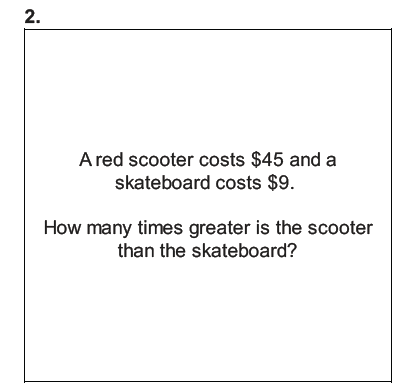 2.
A red scooter costs $45 and a
skateboard costs $9.
How many times greater is the scooter
than the skateboard?